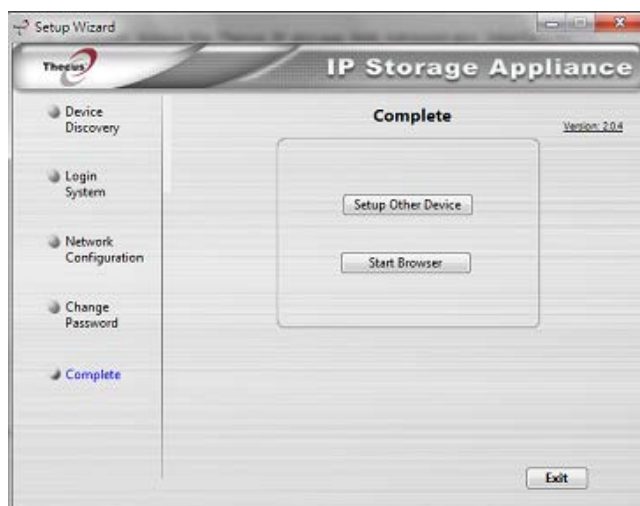 Setup Wizard
Thecus
IP Storage Appliance
Device
Discovery
Login
System
Network
Configuration
Change
Password
Complete
Complete
Version: 2.0.4
Setup Other Device
Start Browser
Exit